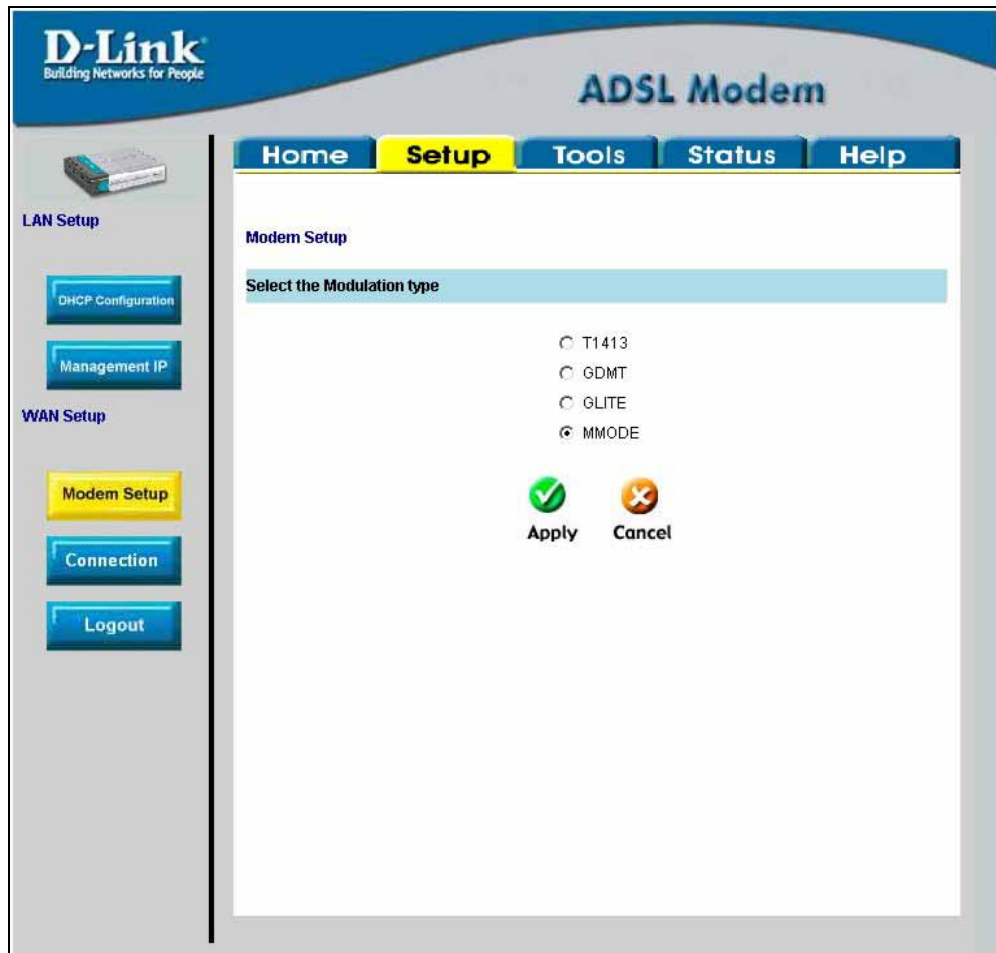 D-Link
Building Networks for People
ADSL Modem
Home Setup Tools Status Help
LAN Setup
DHCP Configuration
Management IP
WAN Setup
Modem Setup
Connection
Logout
Modem Setup
Select the Modulation type
T1413
GDMT
GLITE
MMODE
Apply Cancel